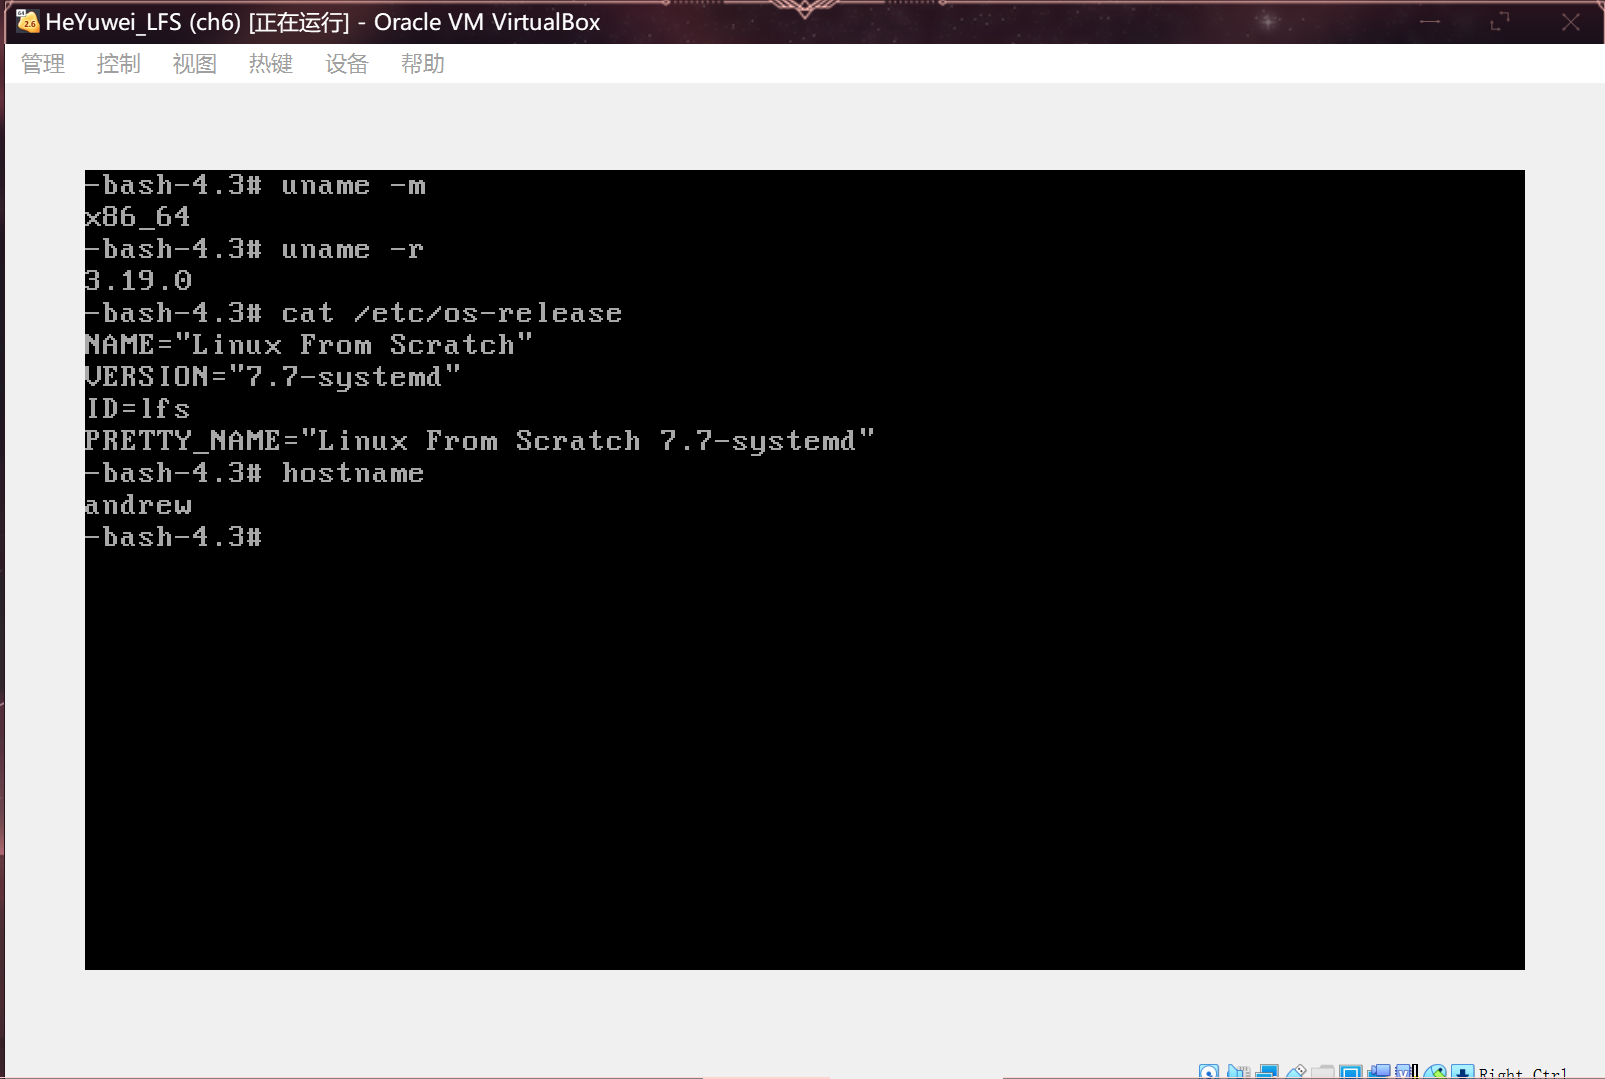 HeYuwei_LFS (ch6) [正在运行] - Oracle VM VirtualBox
管理 控制 视图 热键 设备 帮助
-bash-4.3# uname -m
x86_64
-bash-4.3# uname -r
3.19.0
-bash-4.3# cat /etc/os-release
NAME="Linux From Scratch"
VERSION="7.7-systemd"
ID=lfs
PRETTY_NAME="Linux From Scratch 7.7-systemd"
-bash-4.3# hostname
andrew
-bash-4.3#
Right Ctrl